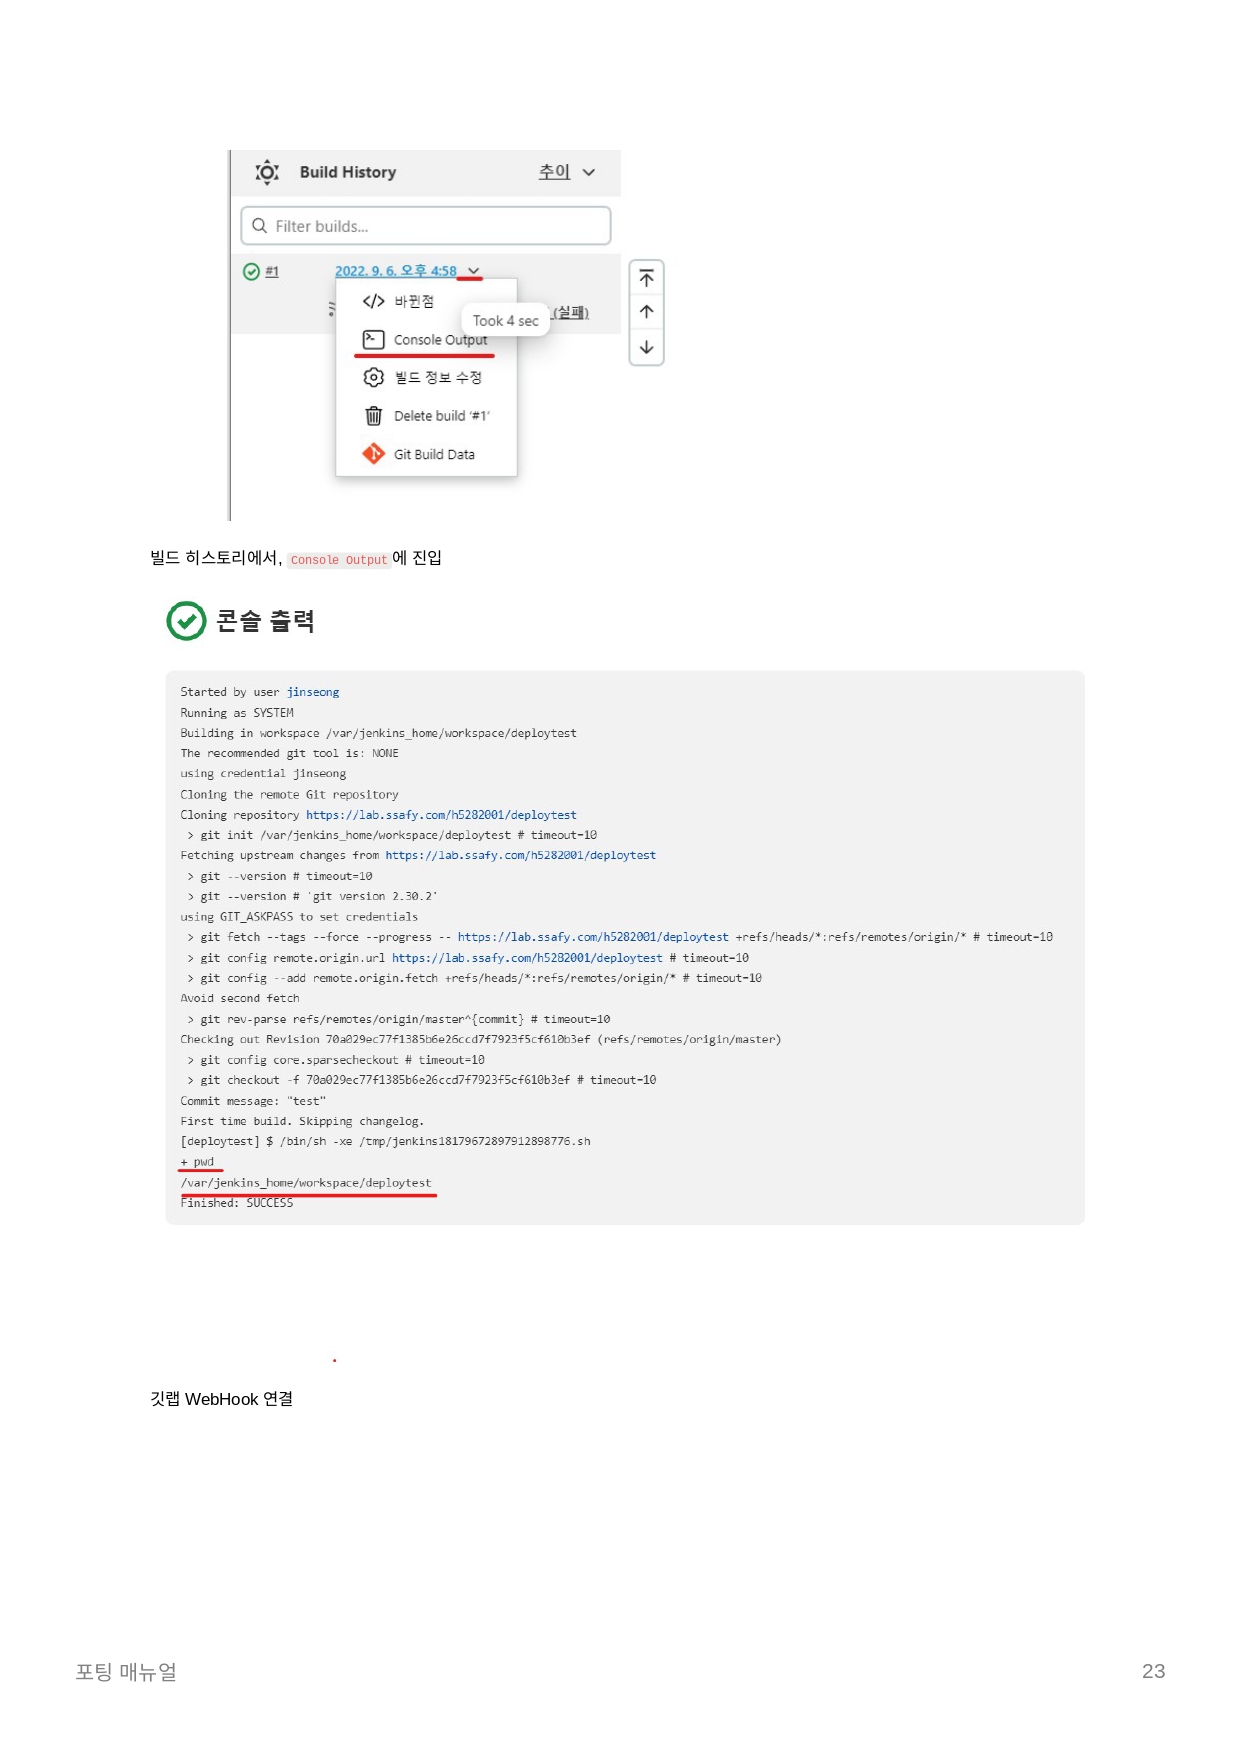 Build History 추이
Filter builds...
#1 2022. 9. 6. 오후 4:58
바뀐점
(실패)
Took 4 sec
Console Output
빌드 정보 수정
Delete build '#1'
Git Build Data
빌드 히스토리에서, Console Output에 진입
콘솔 출력
Started by user jinseong
Running as SYSTEM
Building in workspace /var/jenkins_home/workspace/deploytest
The recommended git tool is: NONE
using credential jinseong
Cloning the remote Git repository
Cloning repository https://lab.ssafy.com/h5282001/deploytest
> git init /var/jenkins_home/workspace/deploytest # timeout=10
Fetching upstream changes from https://lab.ssafy.com/h5282001/deploytest
> git --version # timeout=10
> git --version # 'git version 2.30.2'
using GIT_ASKPASS to set credentials
> git fetch --tags --force --progress -- https://lab.ssafy.com/h5282001/deploytest +refs/heads/*:refs/remotes/origin/* # timeout=10
> git config remote.origin.url https://lab.ssafy.com/h5282001/deploytest # timeout=10
> git config --add remote.origin.fetch +refs/heads/*:refs/remotes/origin/* # timeout=10
Avoid second fetch
> git rev-parse refs/remotes/origin/master^{commit} # timeout=10
Checking out Revision 70a029ec77f1385b6e26ccd7f7923f5cf610b3ef (refs/remotes/origin/master)
> git config core.sparsecheckout # timeout=10
> git checkout -f 70a029ec77f1385b6e26ccd7f7923f5cf610b3ef # timeout=10
Commit message: "test"
First time build. Skipping changelog.
[deploytest] $ /bin/sh -xe /tmp/jenkins18179672897912898776.sh
+ pwd
/var/jenkins_home/workspace/deploytest
Finished: SUCCESS
깃랩 WebHook 연결
포팅 매뉴얼 23